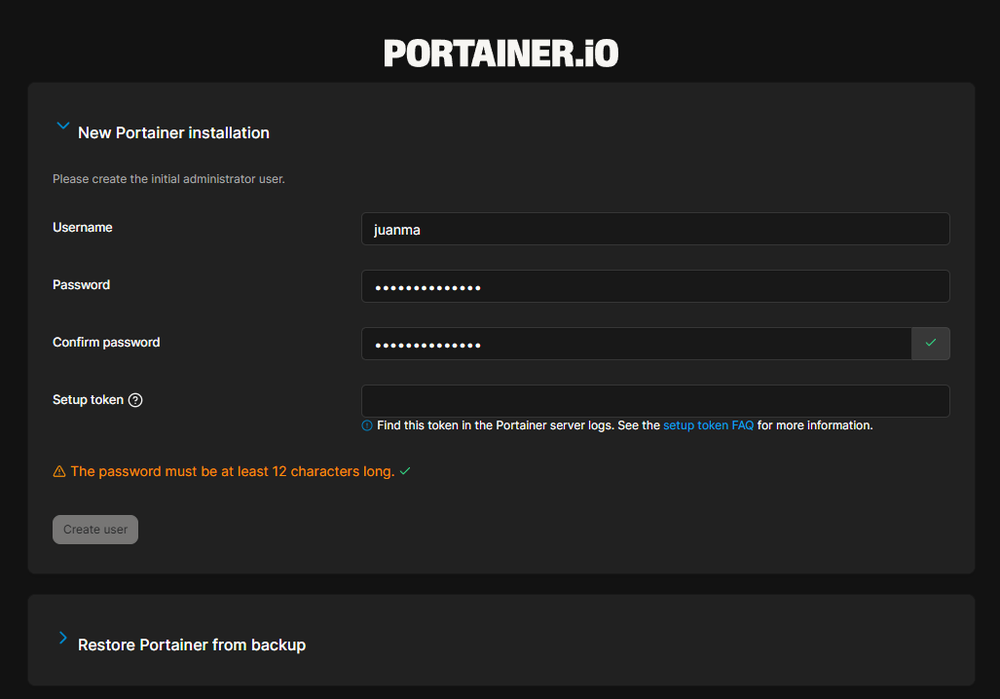 PORTAINER.iO
New Portainer installation
Please create the initial administrator user.
Username
juanma
Password
••••••••••••••
Confirm password
••••••••••••••
Setup token
Find this token in the Portainer server logs. See the setup token FAQ for more information.
The password must be at least 12 characters long.
Create user
Restore Portainer from backup